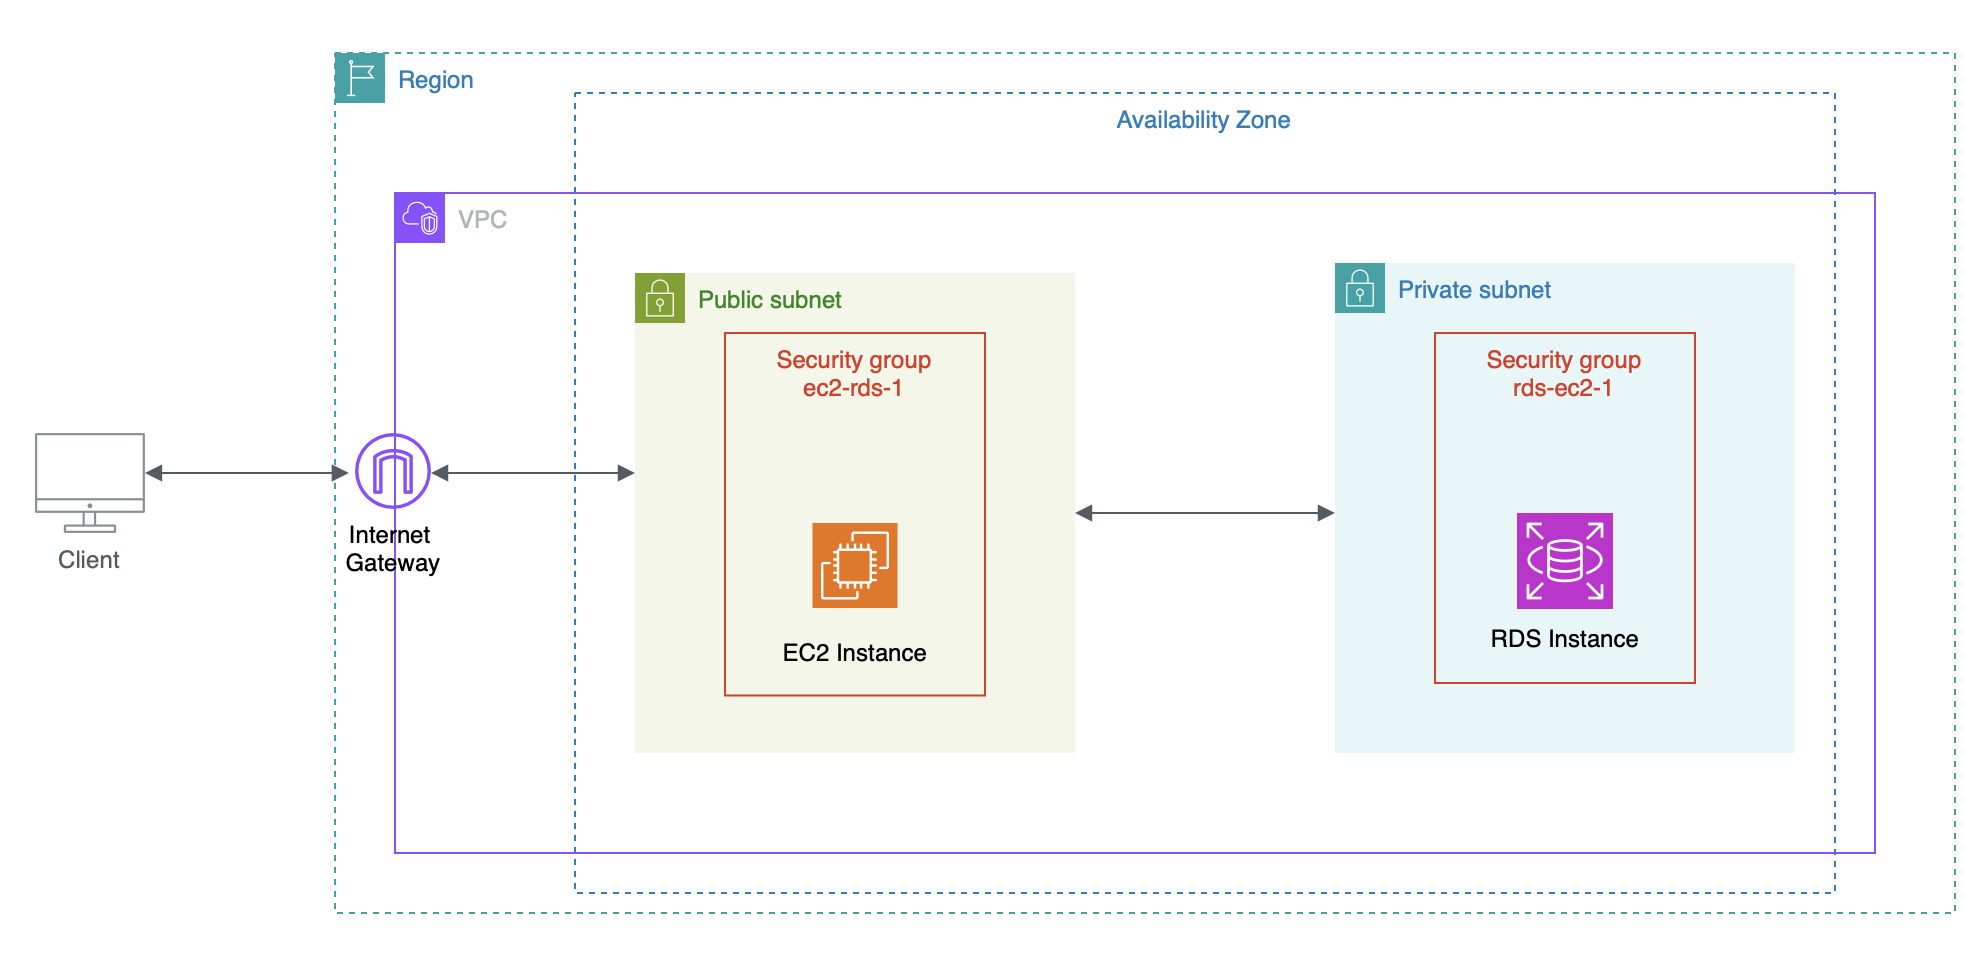 Region
Availability Zone
VPC
Public subnet
Private subnet
Security group
ec2-rds-1
Security group
rds-ec2-1
Client
Internet
Gateway
EC2 Instance
RDS Instance